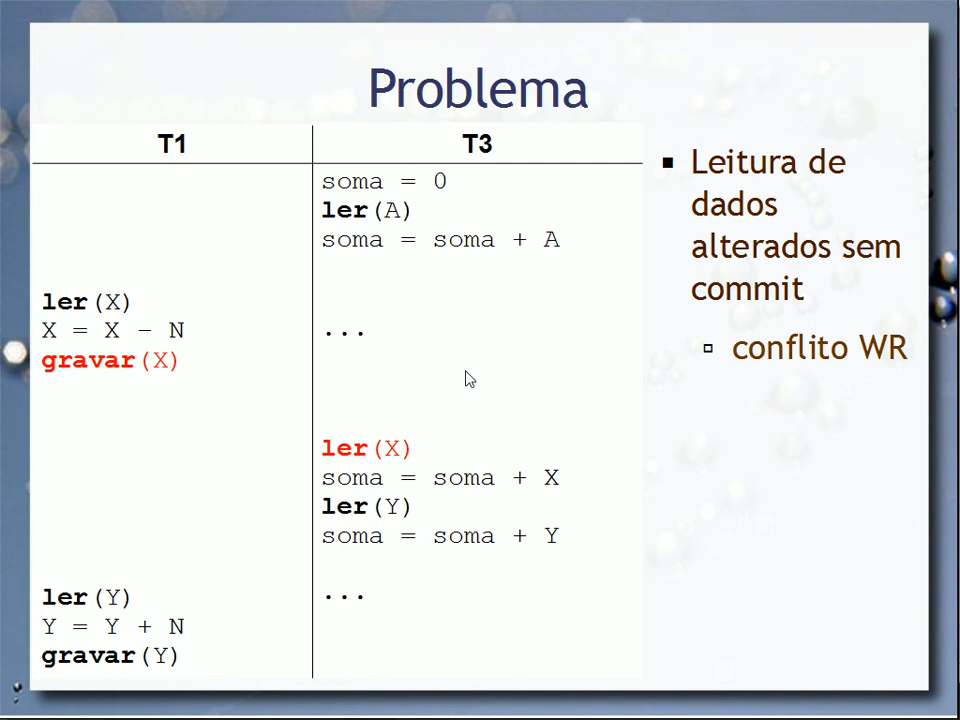 Problema
T1 T3
soma = 0
ler(A)
soma = soma + A
ler(X)
X = X - N ...
gravar(X)
ler(X)
soma = soma + X
ler(Y)
soma = soma + Y
ler(Y) ...
Y = Y + N
gravar(Y)
Leitura de
dados
alterados sem
commit
conflito WR